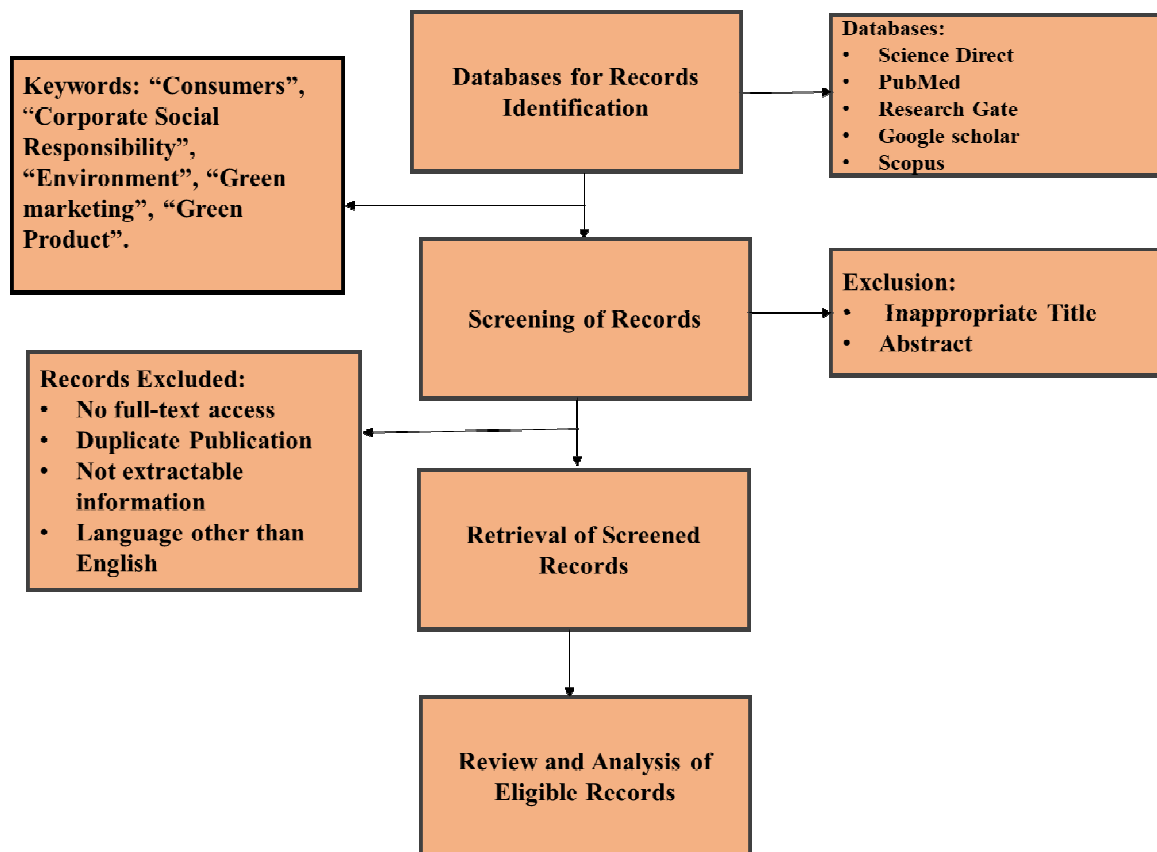 Databases for Records
Identification
Databases:
• Science Direct
• PubMed
• Research Gate
• Google scholar
• Scopus
Keywords: “Consumers”,
“Corporate Social
Responsibility”,
“Environment”, “Green
marketing”, “Green
Product”.
Screening of Records
Exclusion:
• Inappropriate Title
• Abstract
Records Excluded:
• No full-text access
• Duplicate Publication
• Not extractable
information
• Language other than
English
Retrieval of Screened
Records
Review and Analysis of
Eligible Records